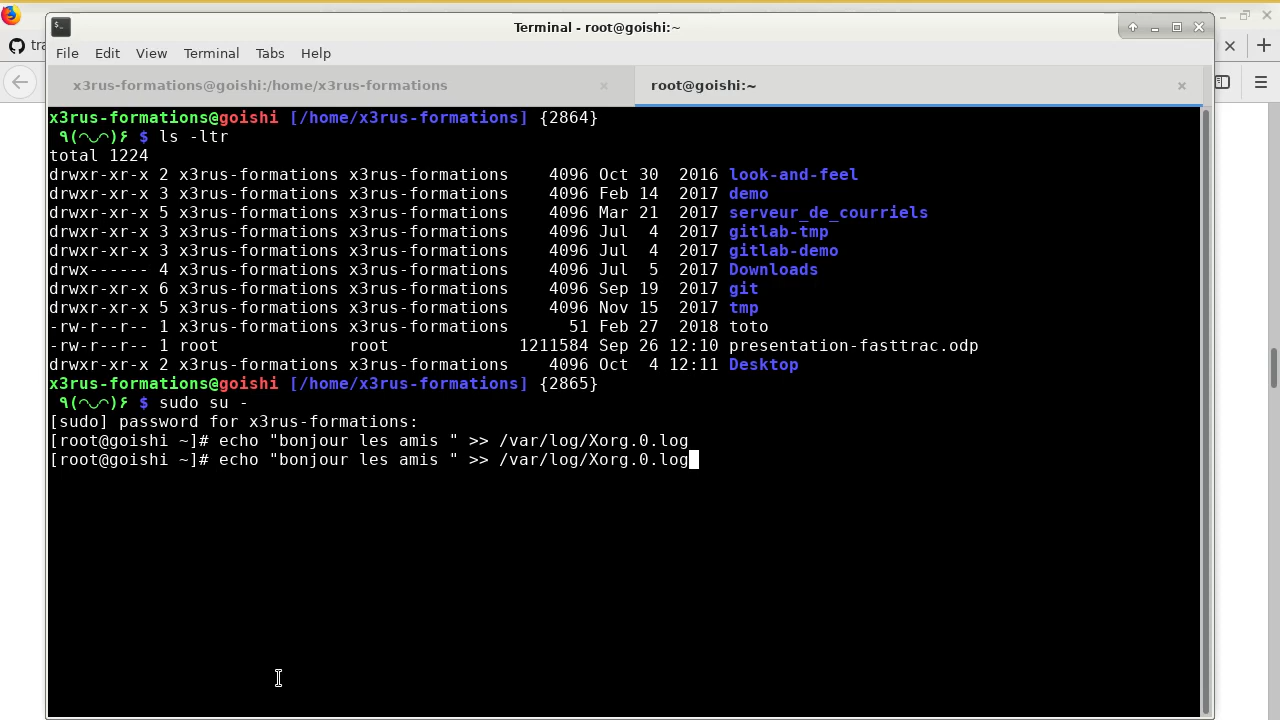 Terminal - root@goishi:~
tra
File Edit View Terminal Tabs Help
x3rus-formations@goishi:/home/x3rus-formations
root@goishi:~
x3rus-formations@goishi [/home/x3rus-formations] {2864}
٩(◠◡◠)۶ $ ls -ltr
total 1224
drwxr-xr-x 2 x3rus-formations x3rus-formations    4096 Oct 30  2016 look-and-feel
drwxr-xr-x 3 x3rus-formations x3rus-formations    4096 Feb 14  2017 demo
drwxr-xr-x 5 x3rus-formations x3rus-formations    4096 Mar 21  2017 serveur_de_courriels
drwxr-xr-x 3 x3rus-formations x3rus-formations    4096 Jul  4  2017 gitlab-tmp
drwxr-xr-x 3 x3rus-formations x3rus-formations    4096 Jul  4  2017 gitlab-demo
drwx------ 4 x3rus-formations x3rus-formations    4096 Jul  5  2017 Downloads
drwxr-xr-x 6 x3rus-formations x3rus-formations    4096 Sep 19  2017 git
drwxr-xr-x 5 x3rus-formations x3rus-formations    4096 Nov 15  2017 tmp
-rw-r--r-- 1 x3rus-formations x3rus-formations      51 Feb 27  2018 toto
-rw-r--r-- 1 root             root             1211584 Sep 26 12:10 presentation-fasttrac.odp
drwxr-xr-x 2 x3rus-formations x3rus-formations    4096 Oct  4 12:11 Desktop
x3rus-formations@goishi [/home/x3rus-formations] {2865}
٩(◠◡◠)۶ $ sudo su -
[sudo] password for x3rus-formations:
[root@goishi ~]# echo "bonjour les amis " >> /var/log/Xorg.0.log
[root@goishi ~]# echo "bonjour les amis " >> /var/log/Xorg.0.log